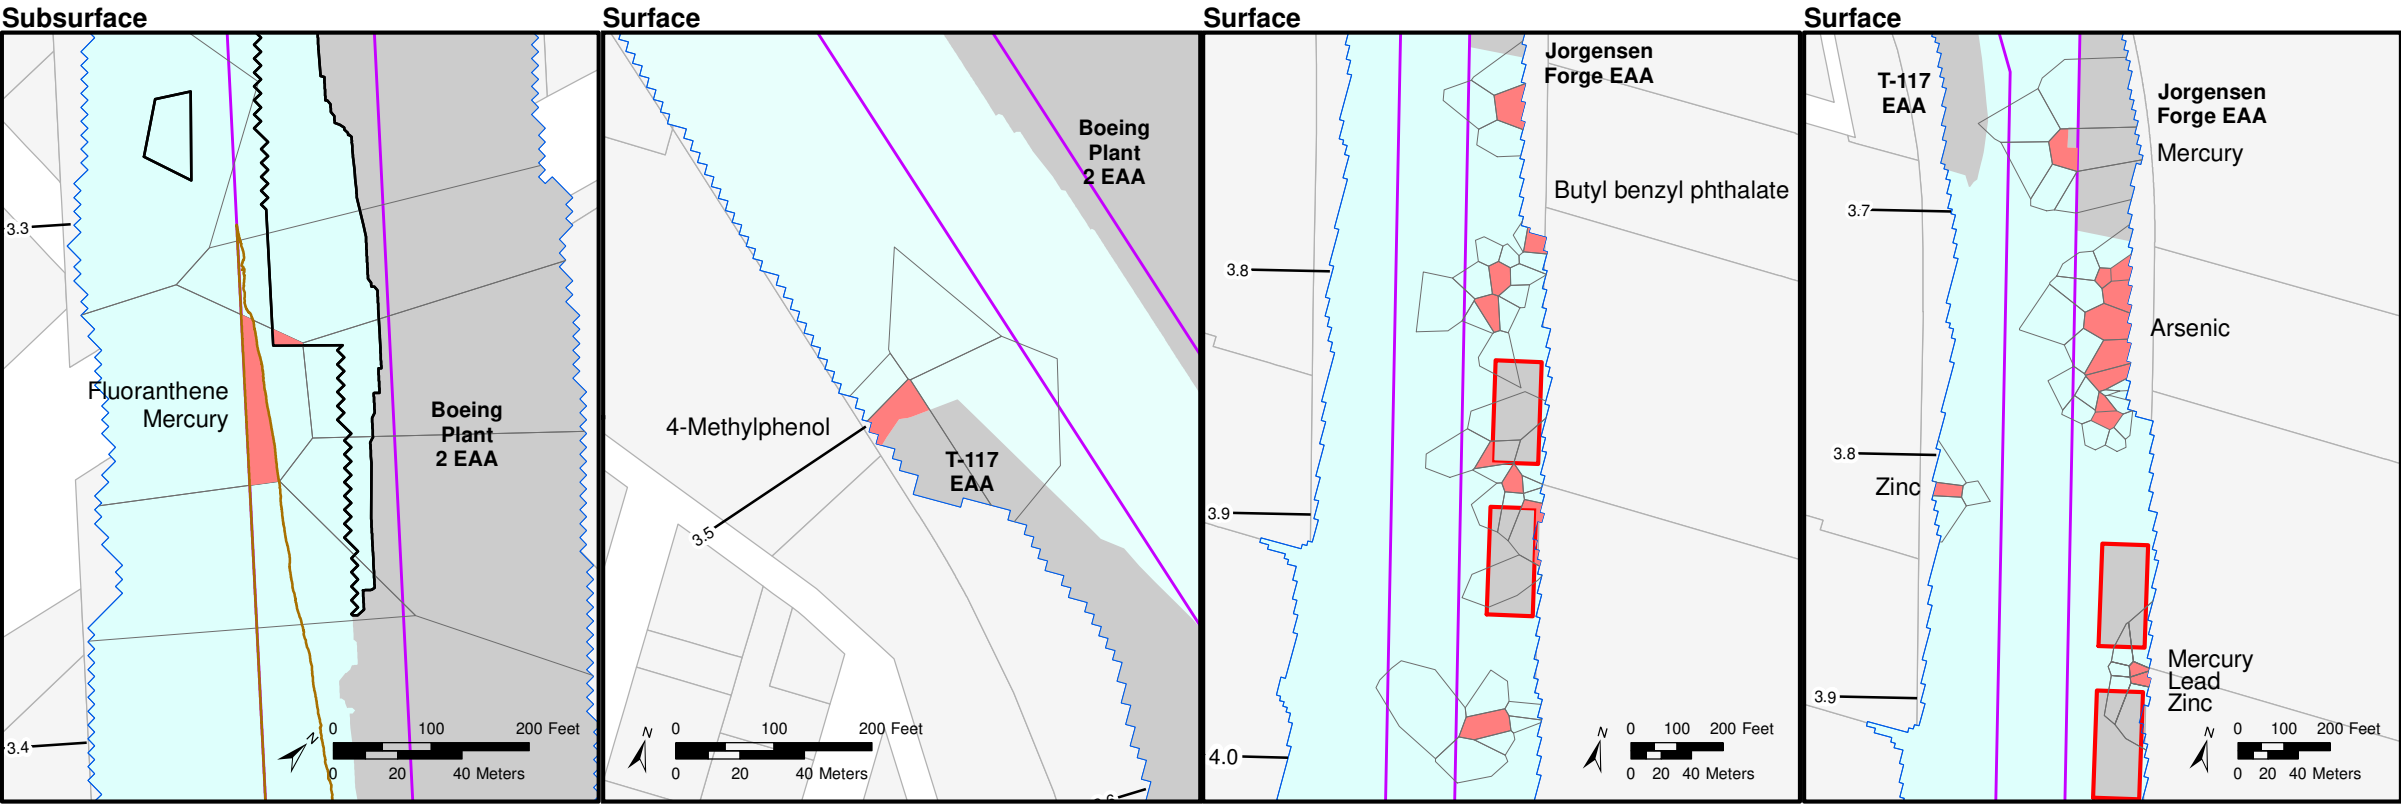 Subsurface
3.3
Fluoranthene
Mercury
Boeing
Plant
2 EAA
3.4
N
0 100 200 Feet
0 20 40 Meters
Surface
Boeing
Plant
2 EAA
4-Methylphenol
T-117
EAA
3.5
N
0 100 200 Feet
0 20 40 Meters
Surface
Jorgensen
Forge EAA
Butyl benzyl phthalate
3.8
3.9
4.0
N
0 100 200 Feet
0 20 40 Meters
Surface
T-117
EAA
Jorgensen
Forge EAA
Mercury
3.7
Arsenic
3.8
Zinc
3.9
Mercury
Lead
Zinc
N
0 100 200 Feet
0 20 40 Meters